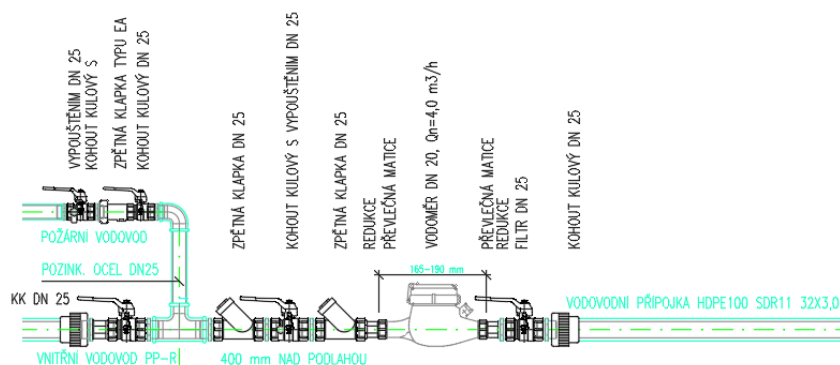 VYPOUŠTĚNIM DN 25
KOHOUT KULOVÝ S
ZPĚTNÁ KLAPKA TYPU EA
KOHOUT KULOVÝ DN 25
ZPĚTNÁ KLAPKA DN 25
KOHOUT KULOVÝ S VYPOUŠTĚNÍM DN 25
ZPĚTNÁ KLAPKA DN 25
REDUKCE
PŘEVLEČNÁ MATICE
VODOMĚR DN 20, Qn=4,0 m3/h
PŘEVLEČNÁ MATICE
REDUKCE
FILTR DN 25
KOHOUT KULOVÝ DN 25
POŽÁRNÍ VODOVOD
POZINK. OCEL DN25
165-190 mm
KK DN 25
VODOVODNÍ PŘÍPOJKA HDPE100 SDR11 32X3,0
VNITŘNÍ VODOVOD PP-R
400 mm NAD PODLAHOU